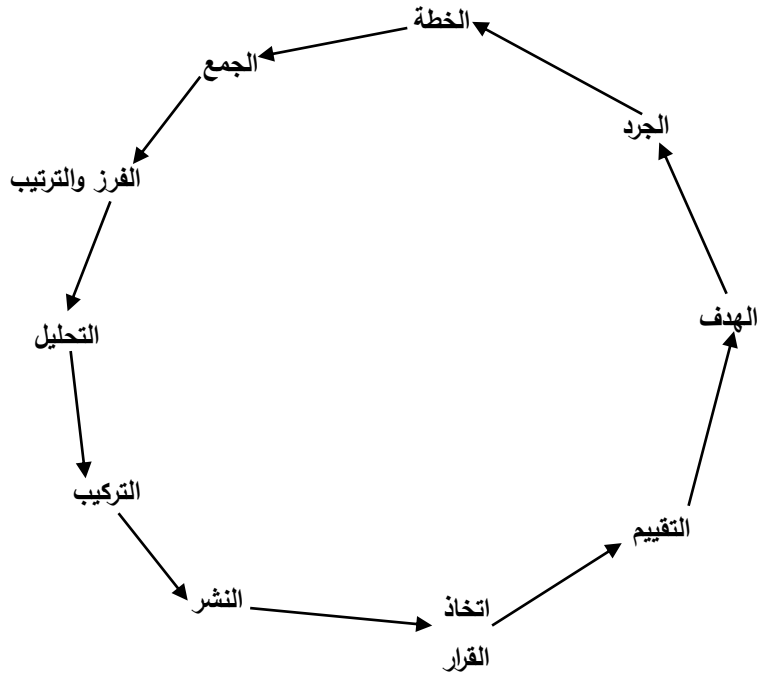 الخطة
الجمع
الجرد
الفرز والترتيب
الهدف
التحليل
التركيب
التقييم
النشر
اتخاذ
القرار